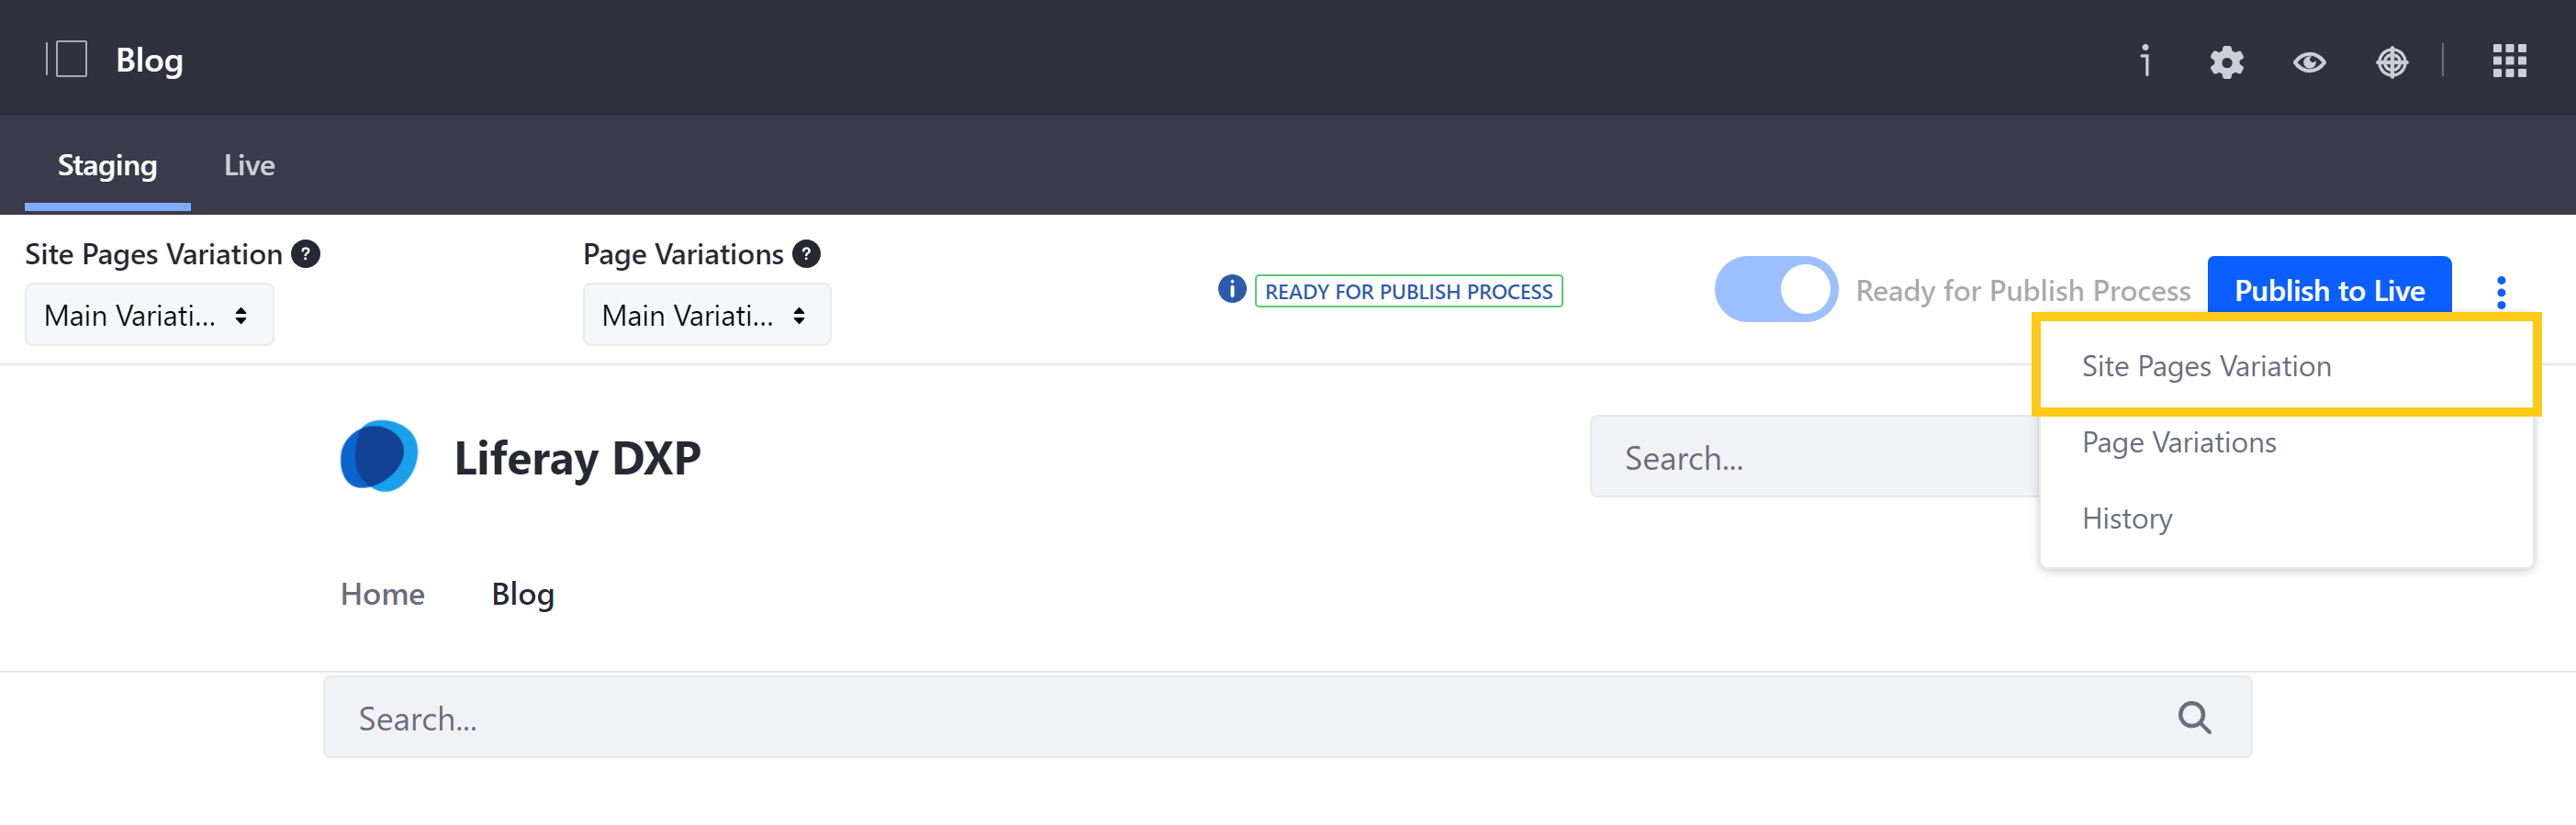 Blog
Staging Live
Site Pages Variation ? Page Variations ?
Main Variati... Main Variati...
i READY FOR PUBLISH PROCESS Ready for Publish Process Publish to Live
Site Pages Variation
Page Variations
History
Liferay DXP Search...
Home Blog
Search...